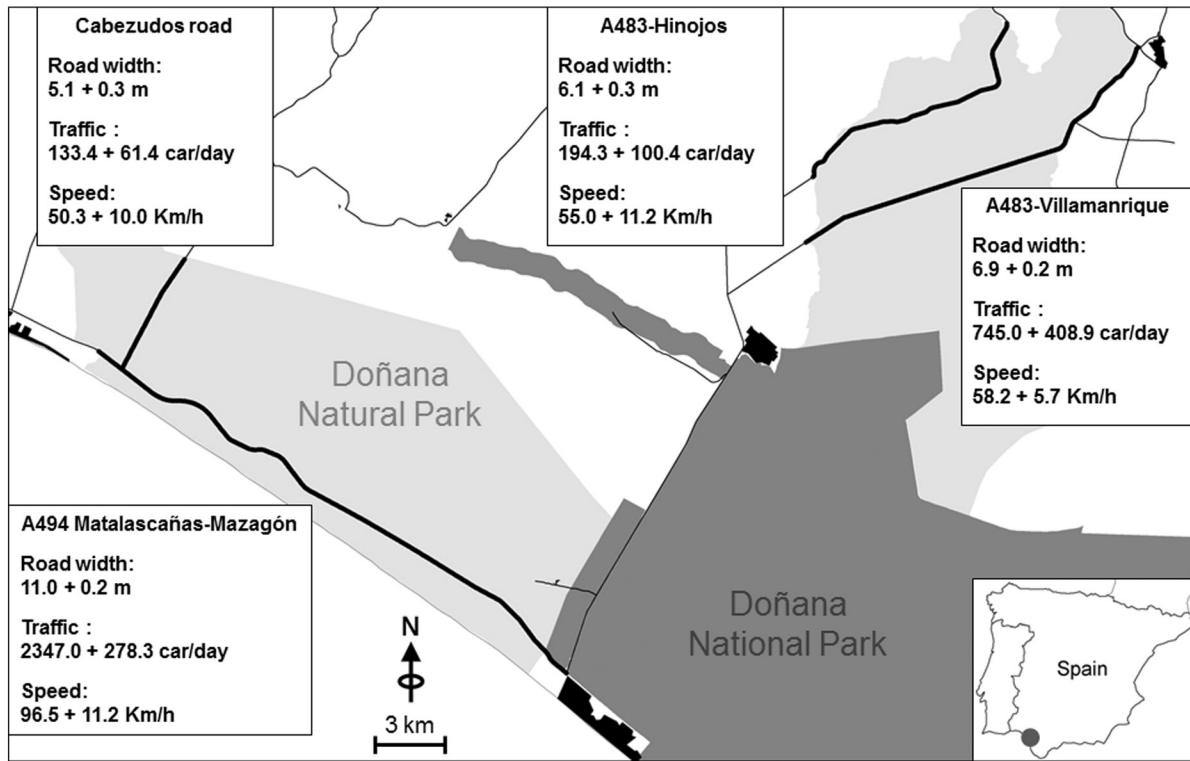 Cabezudos road
Road width:
5.1 + 0.3 m
Traffic :
133.4 + 61.4 car/day
Speed:
50.3 + 10.0 Km/h
A483-Hinojos
Road width:
6.1 + 0.3 m
Traffic :
194.3 + 100.4 car/day
Speed:
55.0 + 11.2 Km/h
A483-Villamanrique
Road width:
6.9 + 0.2 m
Traffic :
745.0 + 408.9 car/day
Speed:
58.2 + 5.7 Km/h
Doñana
Natural Park
A494 Matalascañas-Mazagón
Road width:
11.0 + 0.2 m
Traffic :
2347.0 + 278.3 car/day
Speed:
96.5 + 11.2 Km/h
N
3 km
Doñana
National Park
Spain